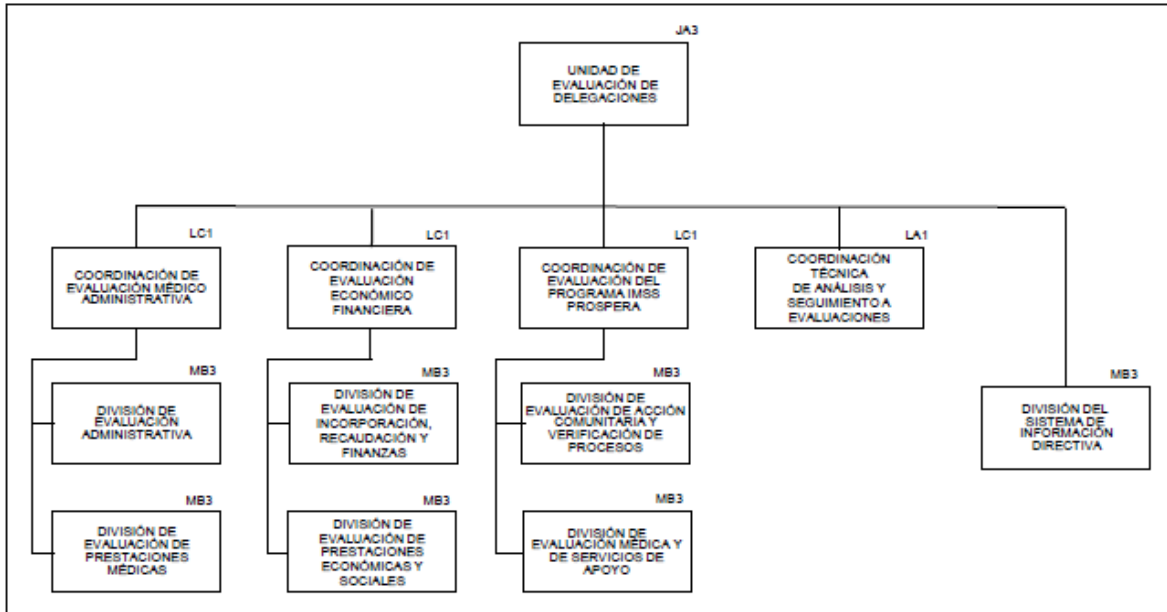 JA3
UNIDAD DE
EVALUACIÓN DE
DELEGACIONES
LC1
COORDINACIÓN DE
EVALUACIÓN MÉDICO
ADMINISTRATIVA
LC1
COORDINACIÓN DE
EVALUACIÓN
ECONÓMICO
FINANCIERA
LC1
COORDINACIÓN DE
EVALUACIÓN DEL
PROGRAMA IMSS
PROSPERA
LA1
COORDINACIÓN
TÉCNICA
DE ANÁLISIS Y
SEGUIMIENTO A
EVALUACIONES
MB3
DIVISIÓN DE
EVALUACIÓN
ADMINISTRATIVA
MB3
DIVISIÓN DE
EVALUACIÓN DE
INCORPORACIÓN,
RECAUDACIÓN Y
FINANZAS
MB3
DIVISIÓN DE
EVALUACIÓN DE ACCIÓN
COMUNITARIA Y
VERIFICACIÓN DE
PROCESOS
MB3
DIVISIÓN DEL
SISTEMA DE
INFORMACIÓN
DIRECTIVA
MB3
DIVISIÓN DE
EVALUACIÓN DE
PRESTACIONES
MÉDICAS
MB3
DIVISIÓN DE
EVALUACIÓN DE
PRESTACIONES
ECONÓMICAS Y
SOCIALES
MB3
DIVISIÓN DE
EVALUACIÓN MÉDICA Y
DE SERVICIOS DE
APOYO